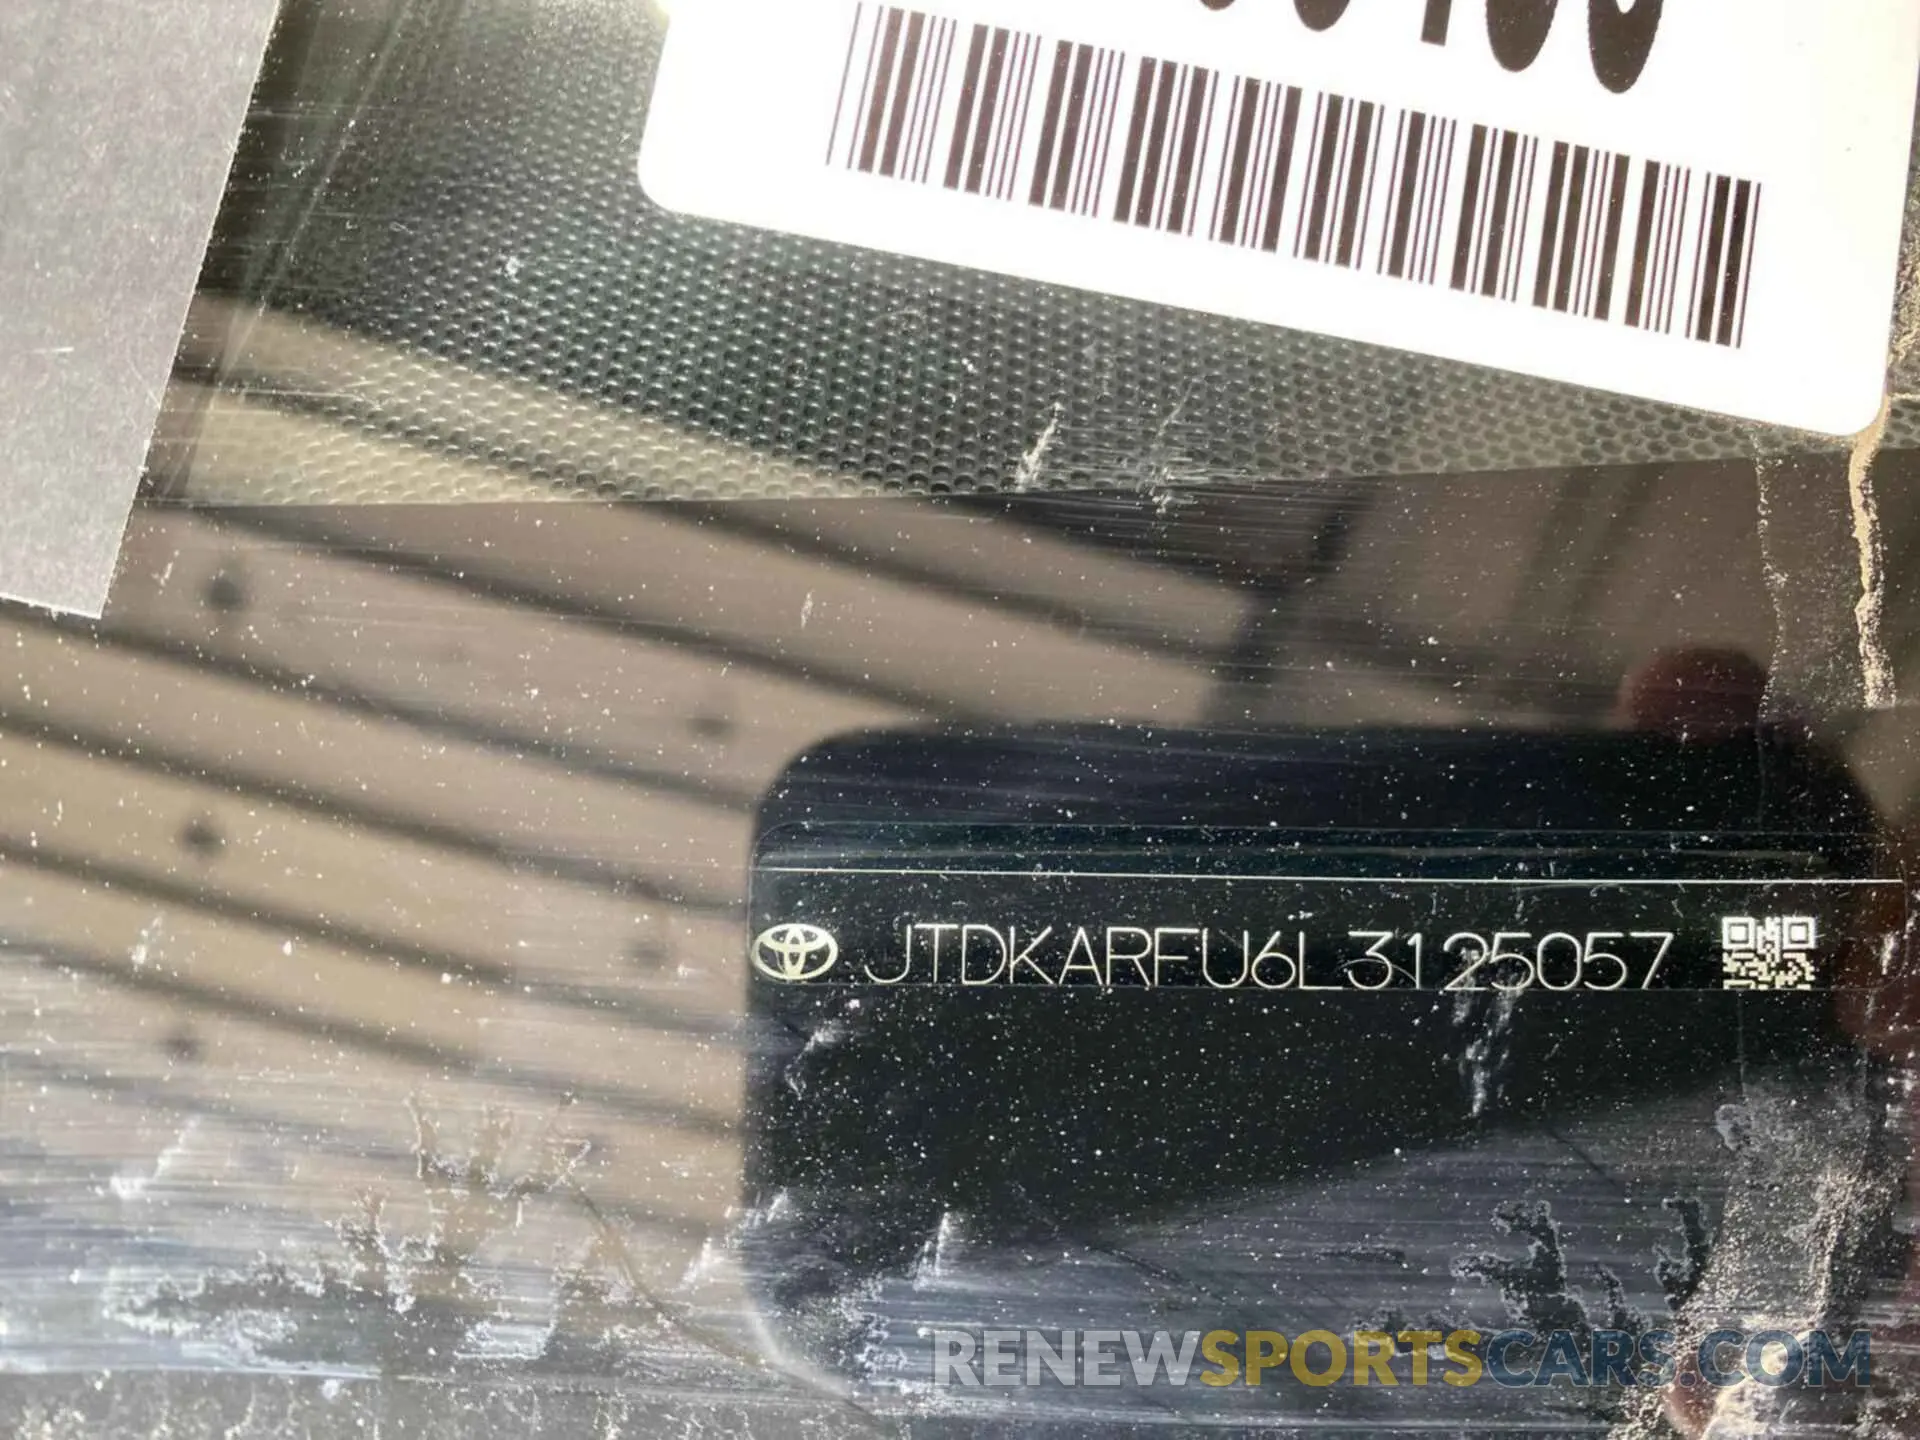 JTDKARFU6L3125057
RENEWSPORTSCARS.COM